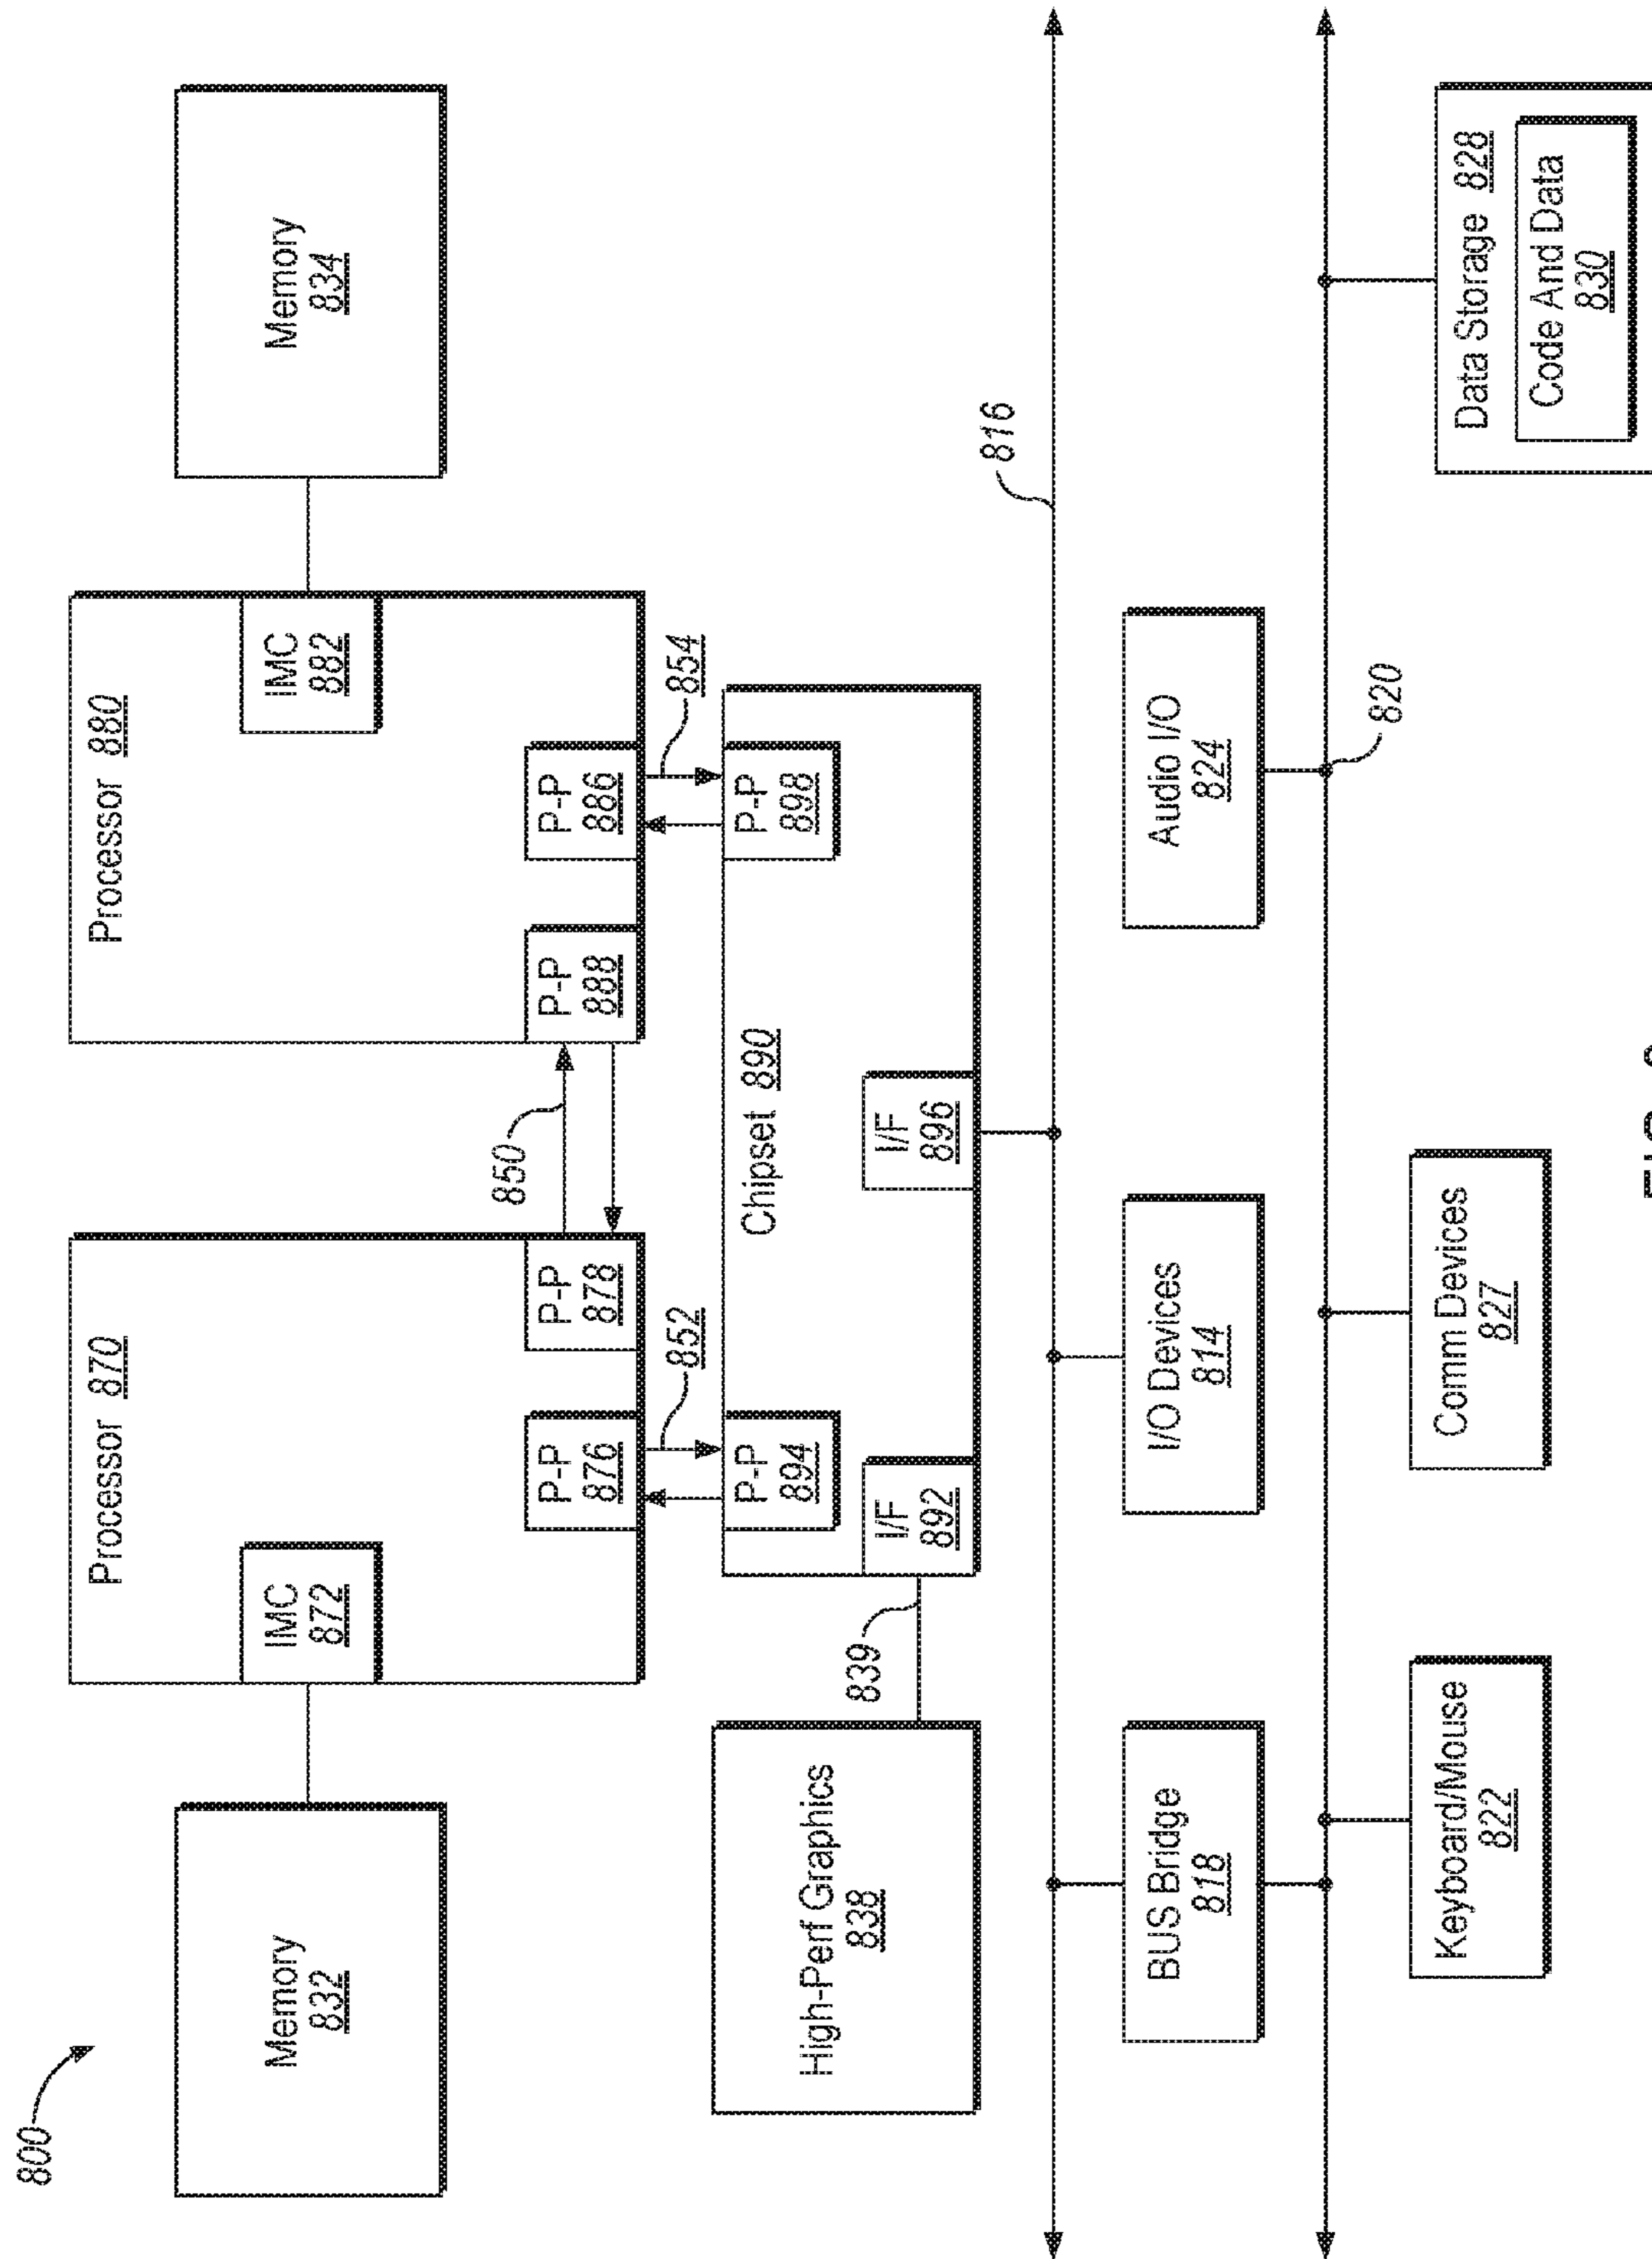 800
Memory
832
Processor 870
IMC
872
P-P
876
P-P
878
850
Processor 880
IMC
882
P-P
888
P-P
886
Memory
834
852
854
High-Perf Graphics
838
839
Chipset 890
P-P
894
P-P
898
I/F
892
I/F
896
816
BUS Bridge
818
I/O Devices
814
Audio I/O
824
820
Keyboard/Mouse
822
Comm Devices
827
Data Storage 828
Code And Data
830